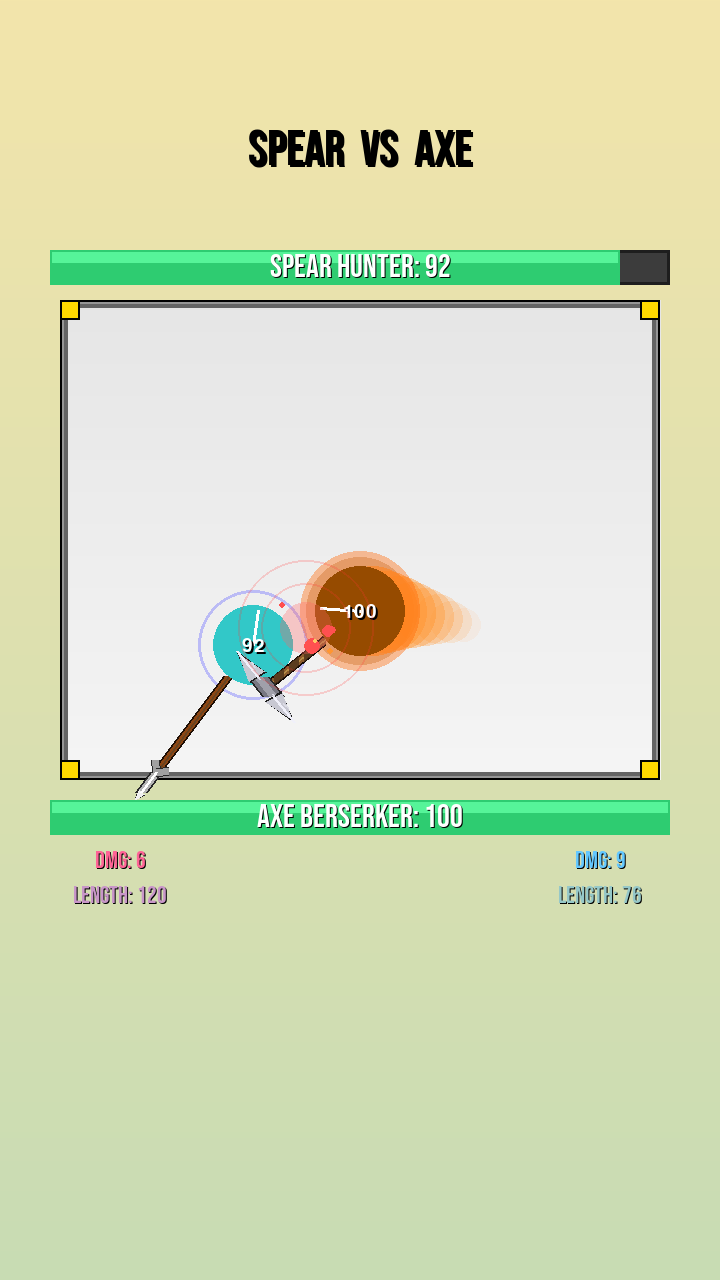 SPEAR VS AXE
SPEAR HUNTER: 92
100
92
AXE BERSERKER: 100
DMG: 6
DMG: 9
LENGTH: 120
LENGTH: 76